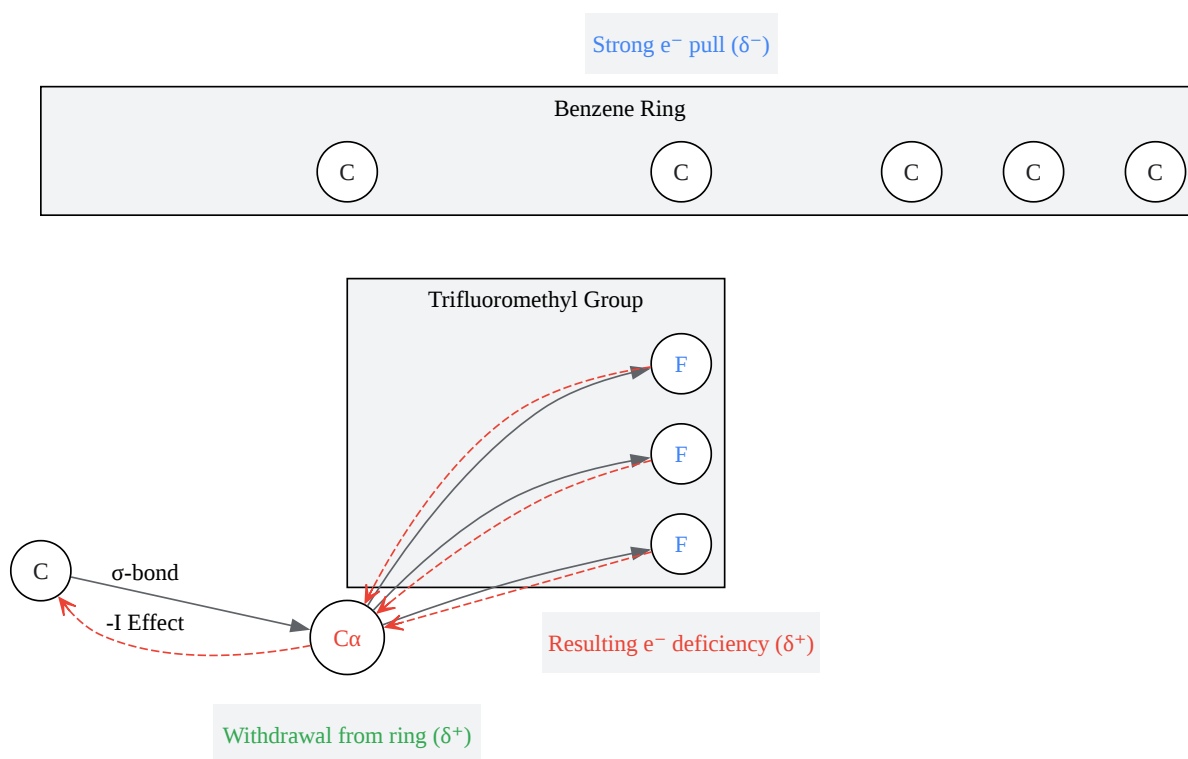 Strong e⁻ pull (δ⁻)
Benzene Ring
C
C
C
C
C
Trifluoromethyl Group
F
F
F
C
σ-bond
-I Effect
Cα
Resulting e⁻ deficiency (δ⁺)
Withdrawal from ring (δ⁺)